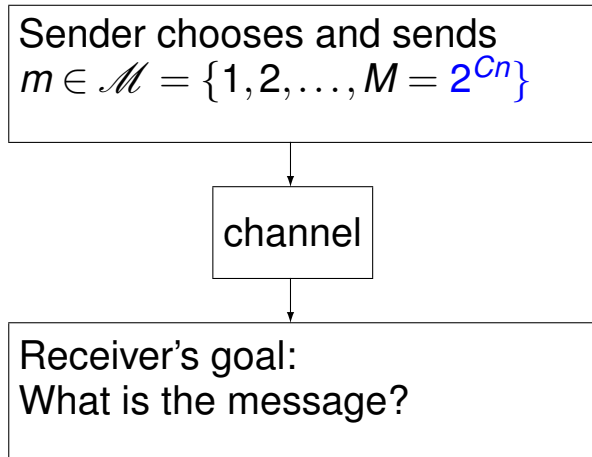 Sender chooses and sends
m ∈ ℳ = {1, 2, . . . , M = 2^{Cn}}
channel
Receiver's goal:
What is the message?